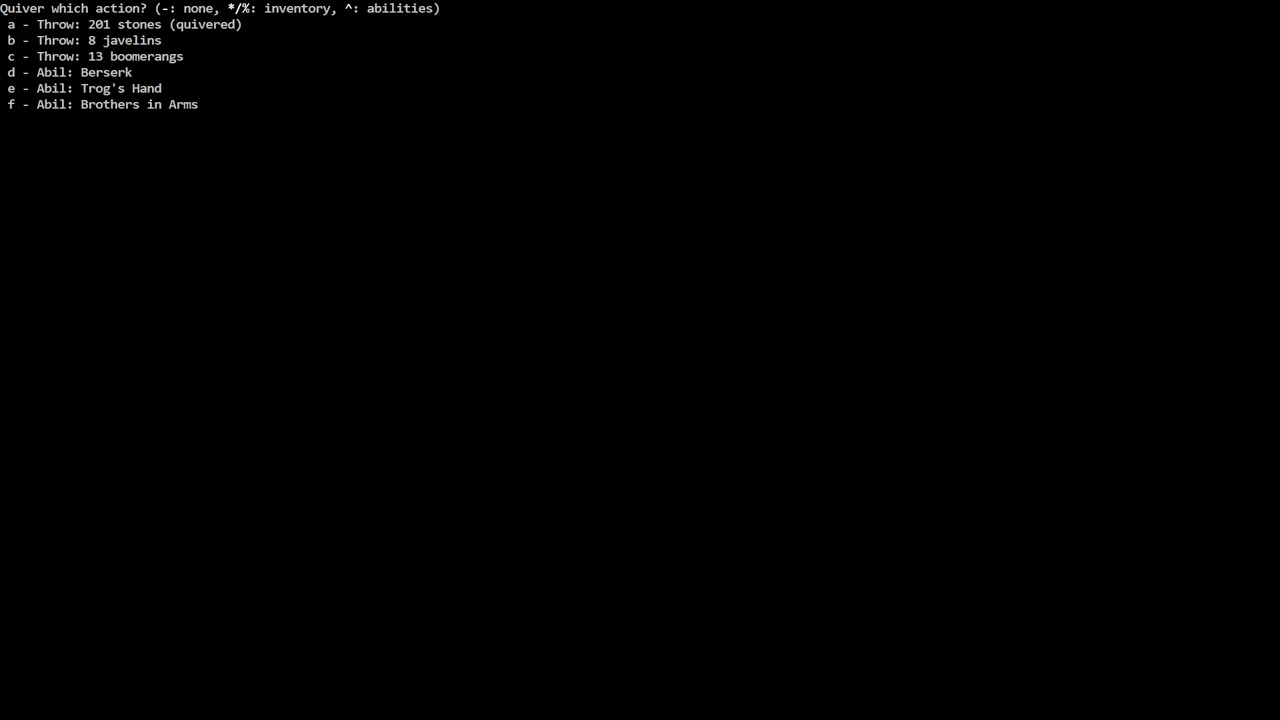 Quiver which action? (-: none, */%: inventory, ^: abilities)
a - Throw: 201 stones (quivered)
b - Throw: 8 javelins
c - Throw: 13 boomerangs
d - Abil: Berserk
e - Abil: Trog's Hand
f - Abil: Brothers in Arms